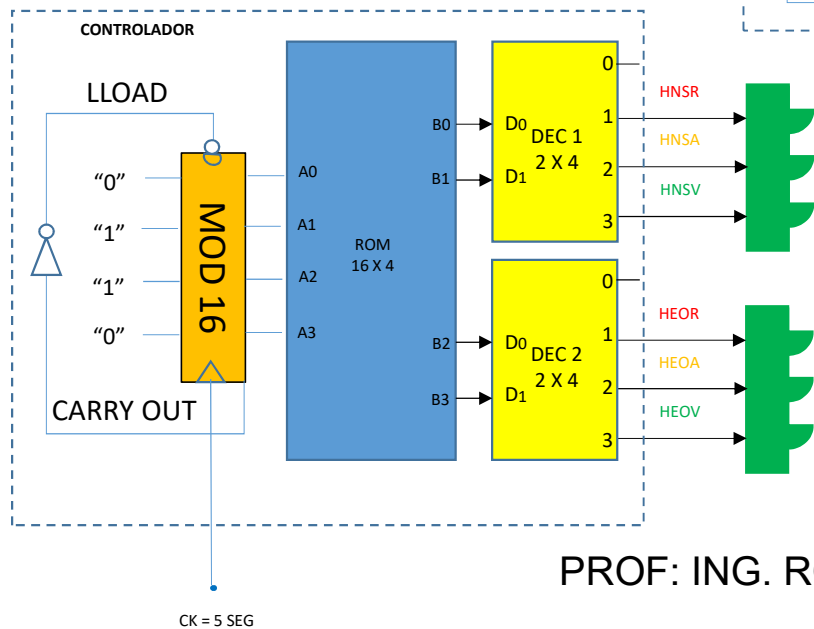 CONTROLADOR
LLOAD
"0"
"1"
"1"
"0"
MOD 16
CARRY OUT
CK = 5 SEG
A0
A1
A2
A3
ROM
16 X 4
B0
B1
B2
B3
D0
D1
DEC 1
2 X 4
0
1
2
3
D0
D1
DEC 2
2 X 4
0
1
2
3
HNSR
HNSA
HNSV
HEOR
HEOA
HEOV
PROF: ING.